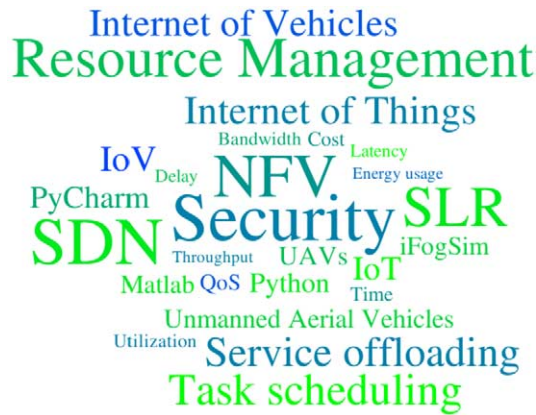 Internet of Vehicles
Resource Management
Internet of Things
Bandwidth Cost
IoV
Delay
NFV
Latency
Energy usage
PyCharm
Security
SLR
SDN
Throughput
UAVs
IoT
iFogSim
Matlab
QoS
Python
Time
Unmanned Aerial Vehicles
Utilization
Service offloading
Task scheduling